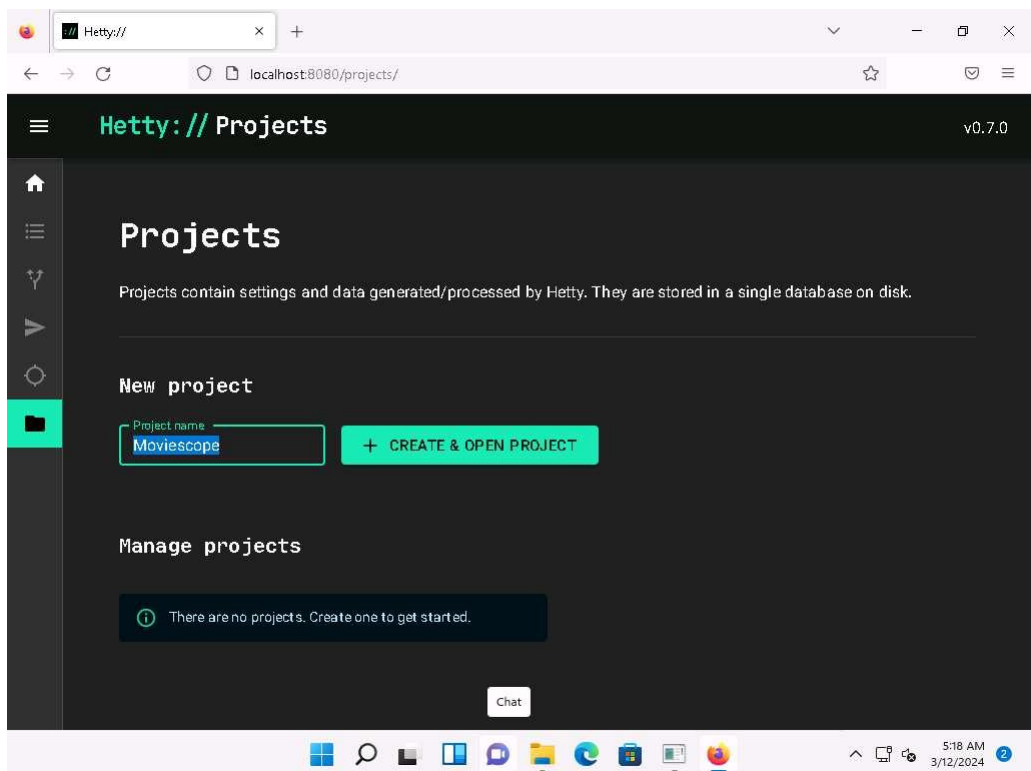 :// Hetty://
localhost:8080/projects/
Hetty:// Projects
v0.7.0
Projects
Projects contain settings and data generated/processed by Hetty. They are stored in a single database on disk.
New project
Project name
Moviescope
+ CREATE & OPEN PROJECT
Manage projects
There are no projects. Create one to get started.
Chat
5:18 AM
3/12/2024
2